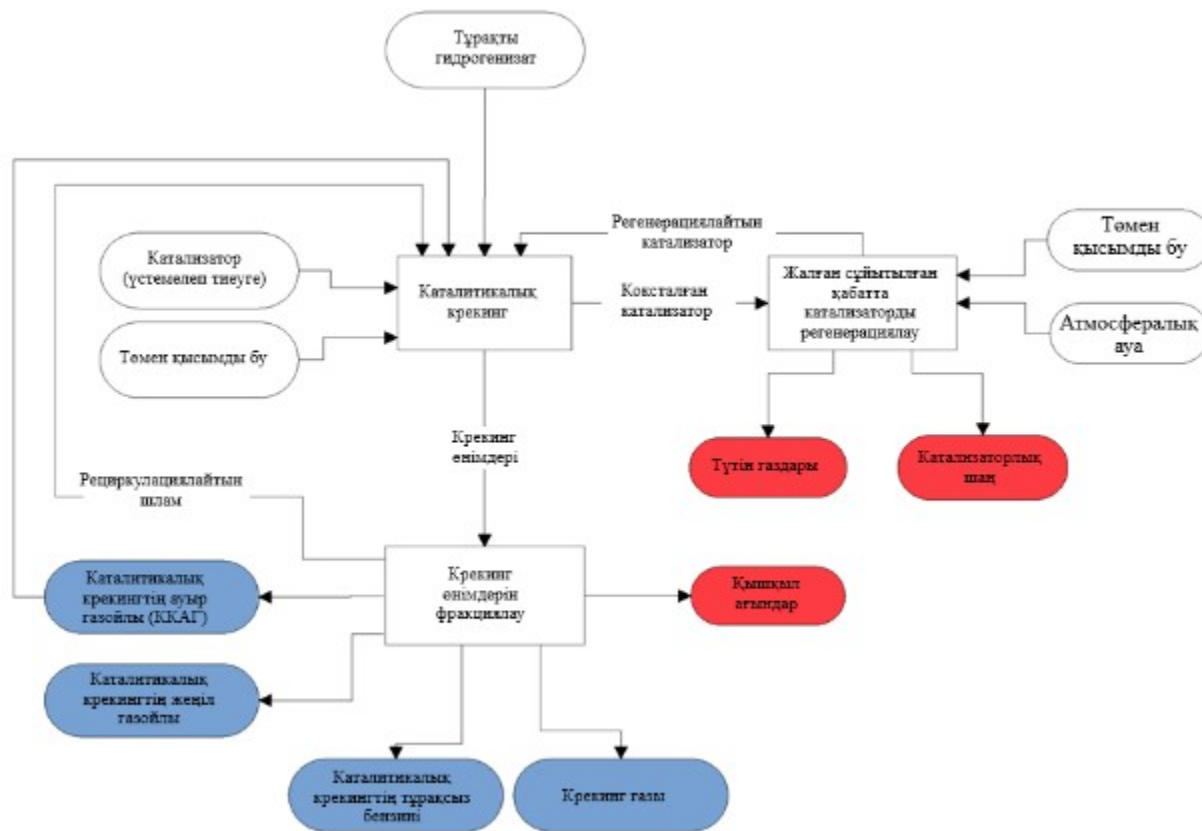 Тұрақты
гидрогенизат
Регенерациялайтын
катализатор
Төмен
қысымды бу
Катализатор
(үстемелеп тиеуге)
Каталитикалық
крекинг
Коксталған
катализатор
Жалған сұйытылған
қабатта
катализаторды
регенерациялау
Атмосфералық
ауа
Төмен қысымды бу
Крекинг
өнімдері
Түтін газдары
Катализаторлық
шаң
Рециркулациялайтын
шлам
Каталитикалық
крекингтің ауыр
газойлы (ККАГ)
Крекинг
өнімдерін
фракциялау
Қышқыл
ағындар
Каталитикалық
крекингтің жеңіл
газойлы
Каталитикалық
крекингтің тұрақсыз
бензині
Крекинг газы